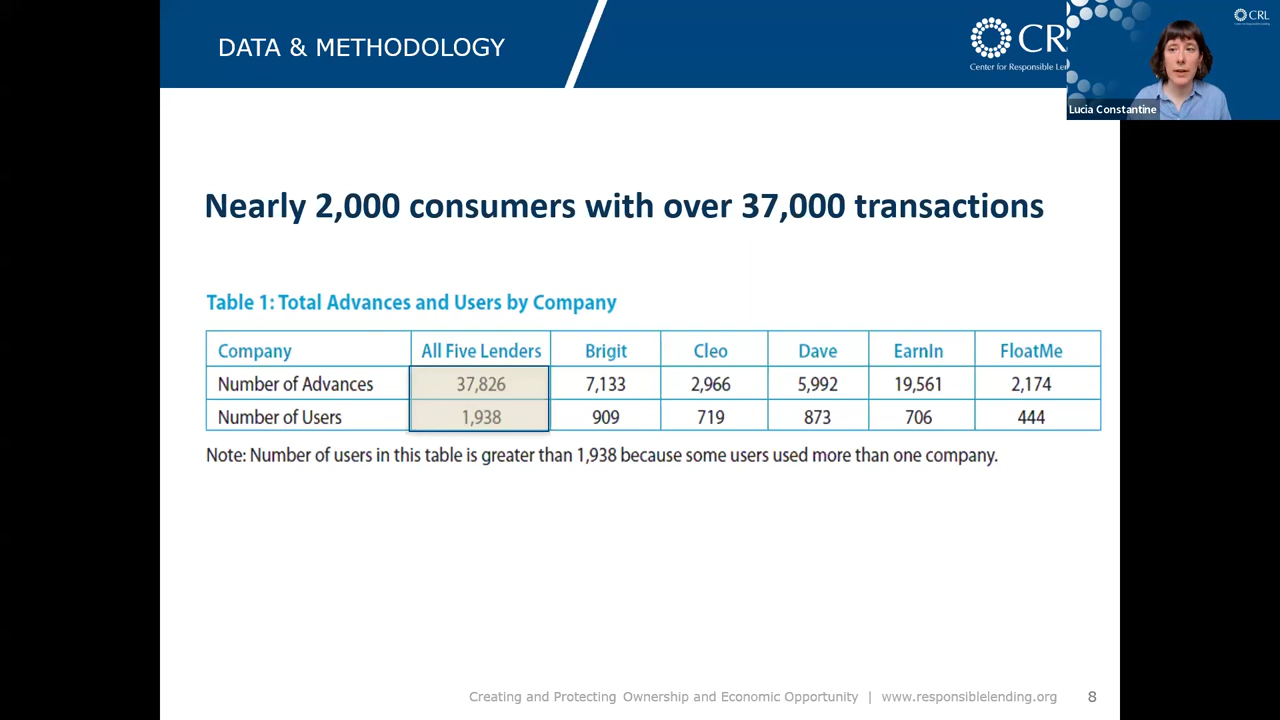 DATA & METHODOLOGY
CR
Center for Responsible Le
CRL
Lucia Constantine
Nearly 2,000 consumers with over 37,000 transactions
Table 1: Total Advances and Users by Company
Company All Five Lenders Brigit Cleo Dave EarnIn FloatMe
Number of Advances 37,826 7,133 2,966 5,992 19,561 2,174
Number of Users 1,938 909 719 873 706 444
Note: Number of users in this table is greater than 1,938 because some users used more than one company.
Creating and Protecting Ownership and Economic Opportunity | www.responsiblelending.org 8